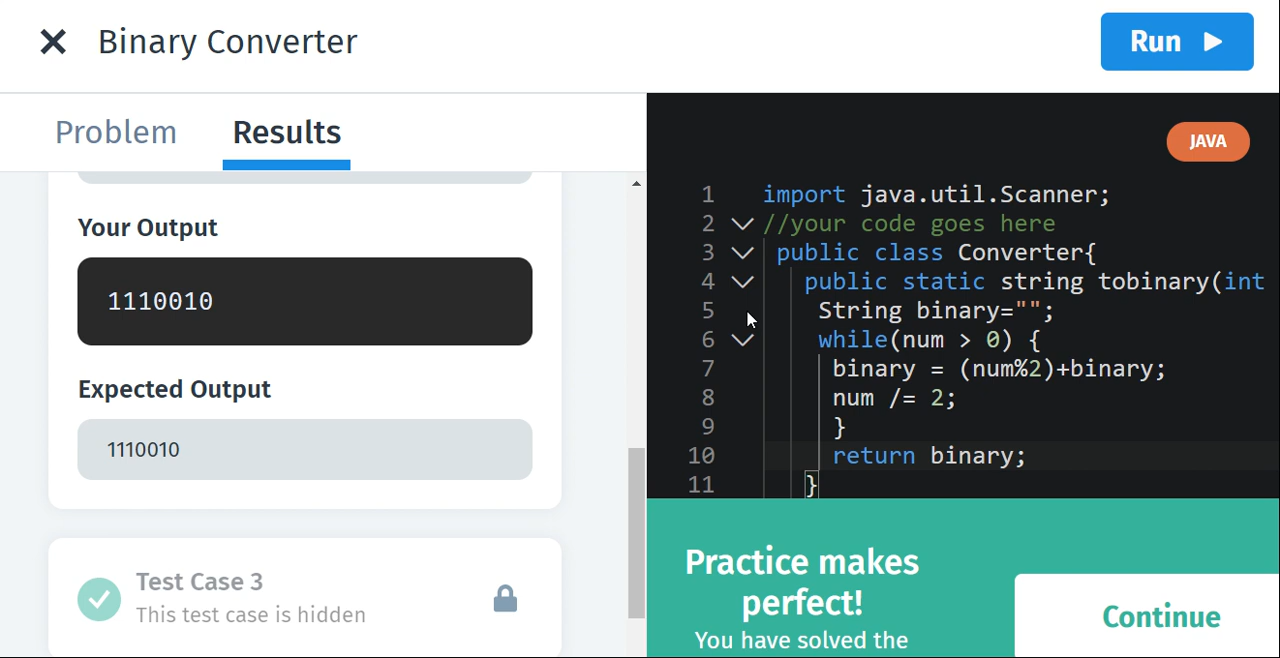 Binary Converter
Run
Problem
Results
Your Output
1110010
Expected Output
1110010
Test Case 3
This test case is hidden
JAVA
1 import java.util.Scanner;
2 //your code goes here
3 public class Converter{
4 public static string tobinary(int
5 String binary="";
6 while(num > 0) {
7 binary = (num%2)+binary;
8 num /= 2;
9 }
10 return binary;
11 }
Practice makes
perfect!
You have solved the
Continue